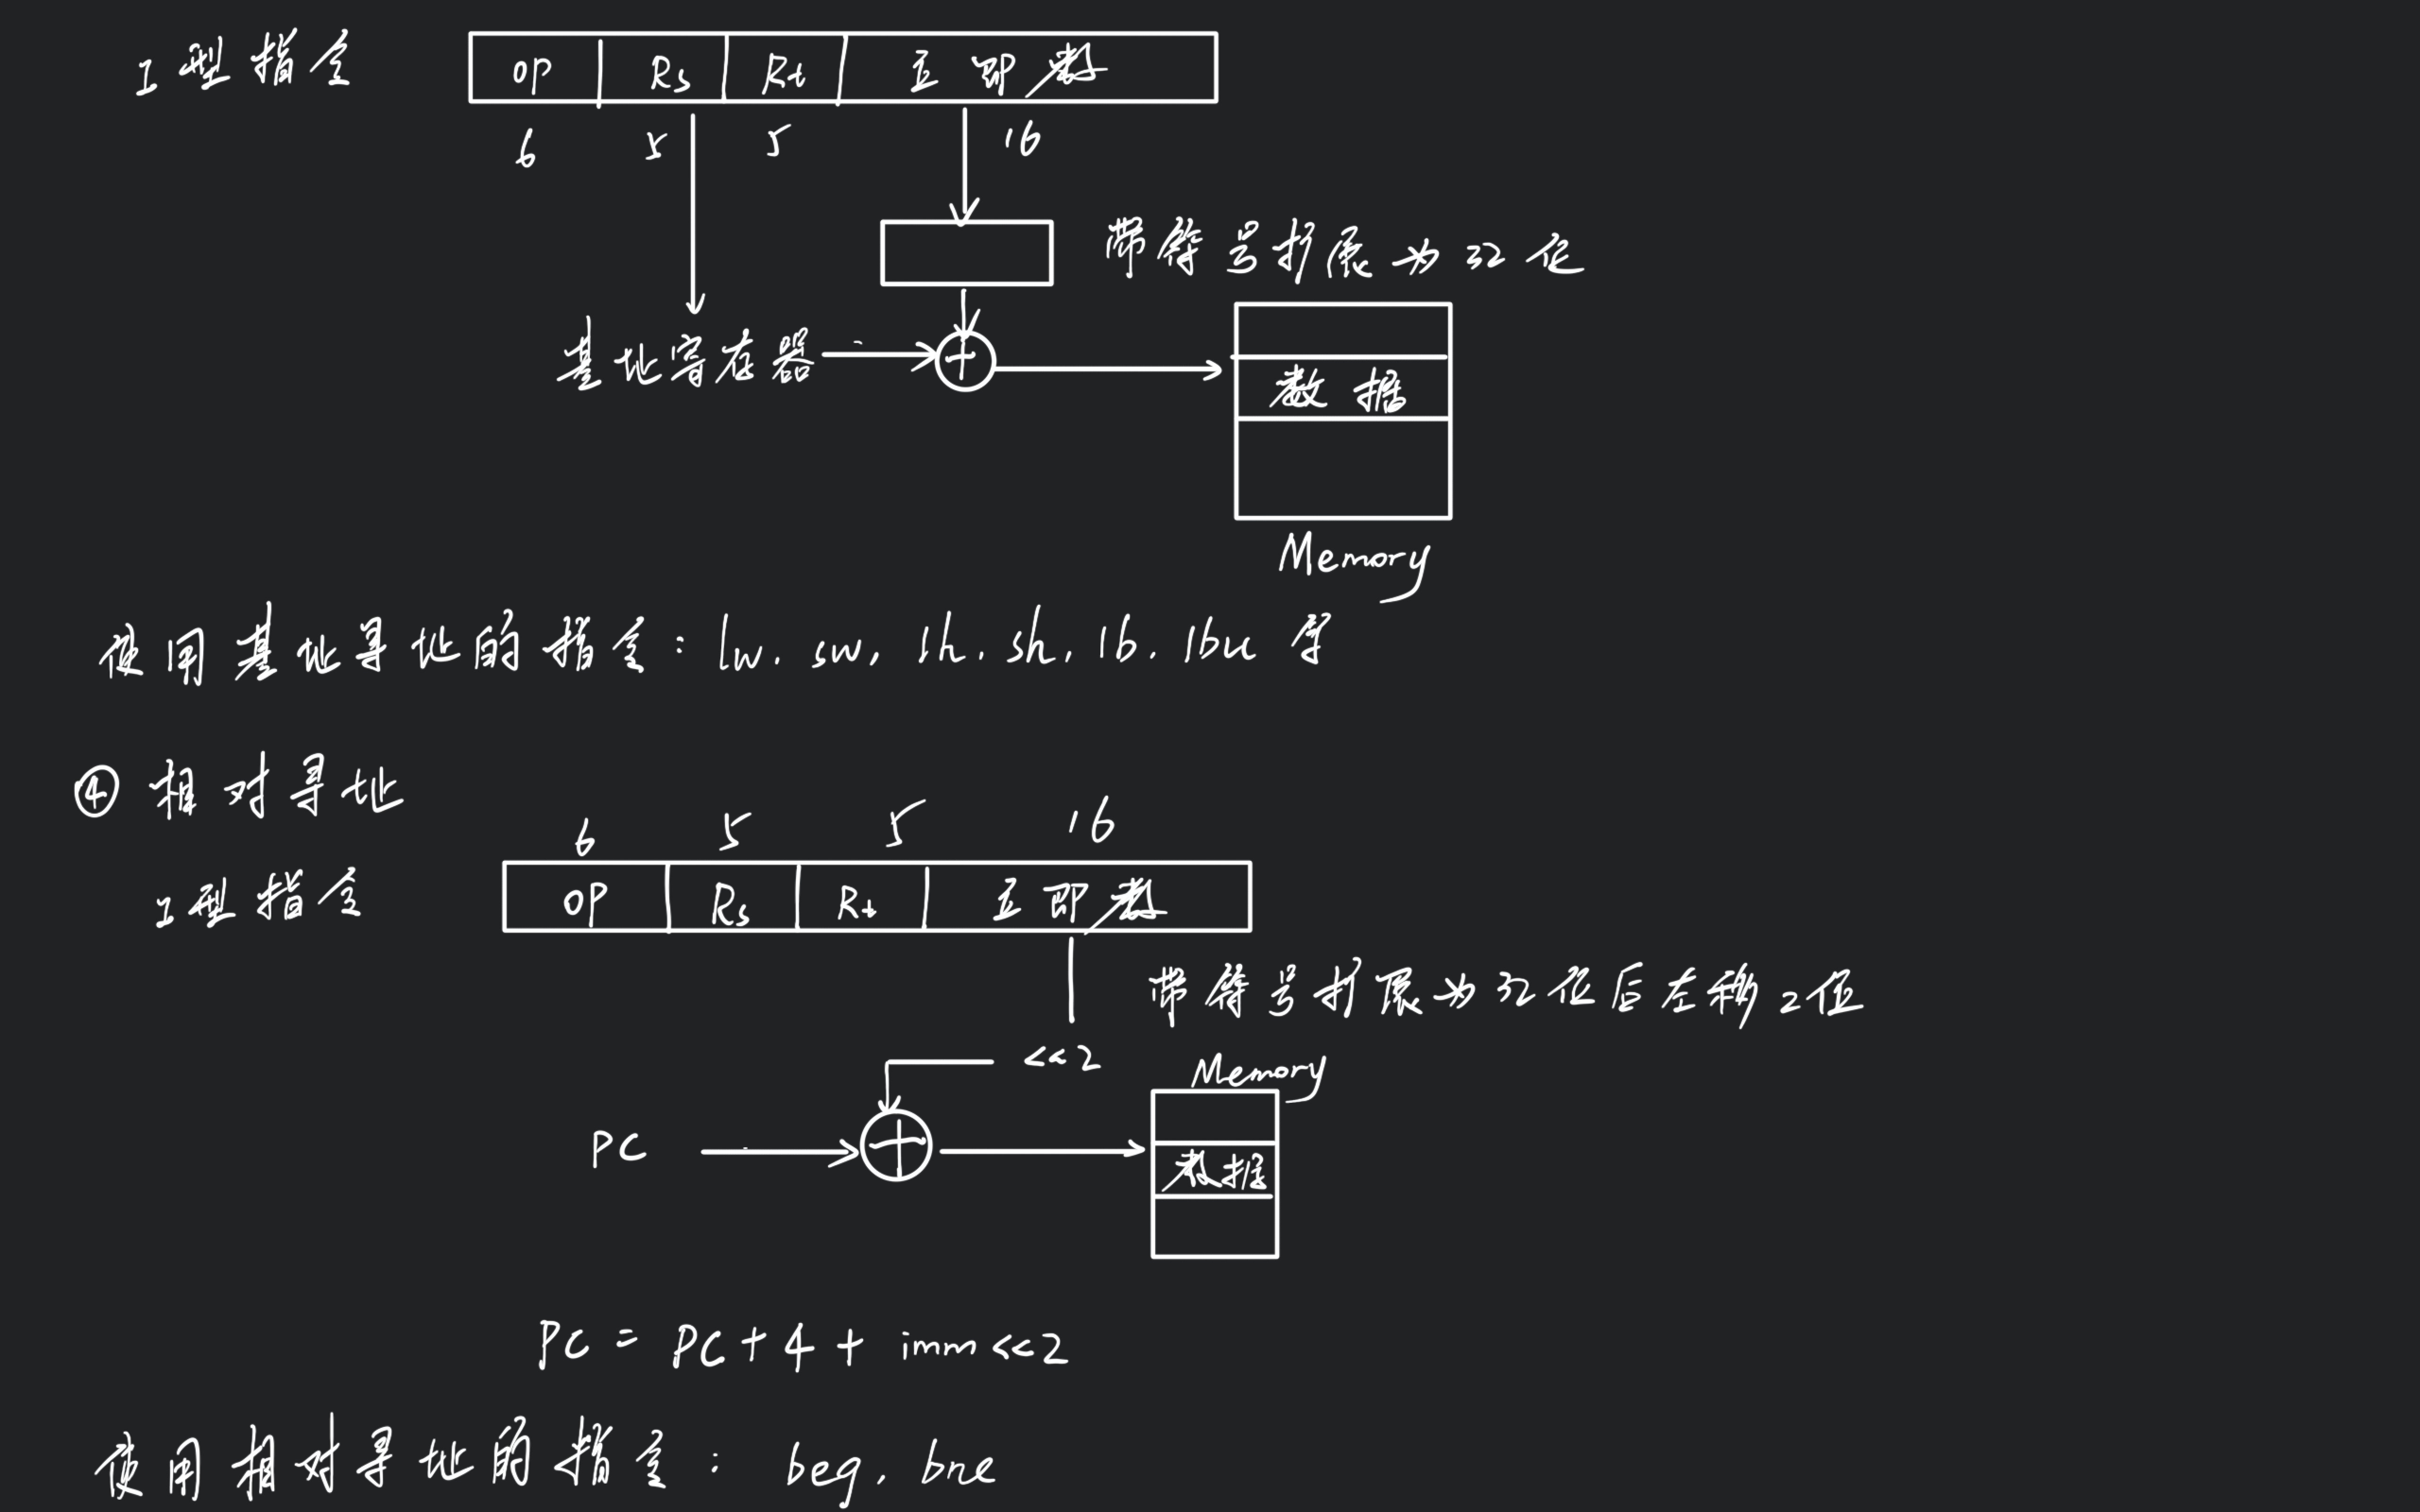 I型指令 OP Rs Rt 立即数
6 5 5 16
带符号扩展为32位
基址寄存器 +
数据
Memory
使用基址寻址的指令：lw. sw, lh. sh, lb. lbu 等
④ 相对寻址
6 5 5 16
I型指令 OP Rs Rt 立即数
带符号扩展为32位后左移2位
<<2
Memory
PC +
数据
PC = PC + 4 + imm <<2
使用相对寻址的指令：beq, bne